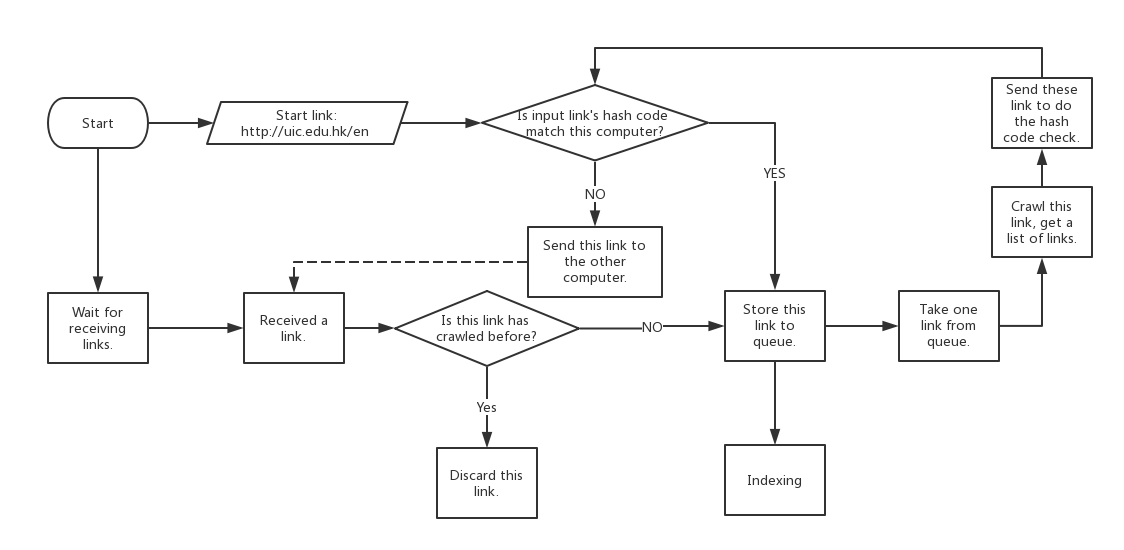 Start
Start link:
http://uic.edu.hk/en
Is input link's hash code
match this computer?
Send these
link to do
the hash
code check.
YES
NO
Crawl this
link, get a
list of links.
Send this link to
the other
computer.
Wait for
receiving
links.
Received a
link.
Is this link has
crawled before?
NO
Store this
link to
queue.
Take one
link from
queue.
Yes
Discard this
link.
Indexing